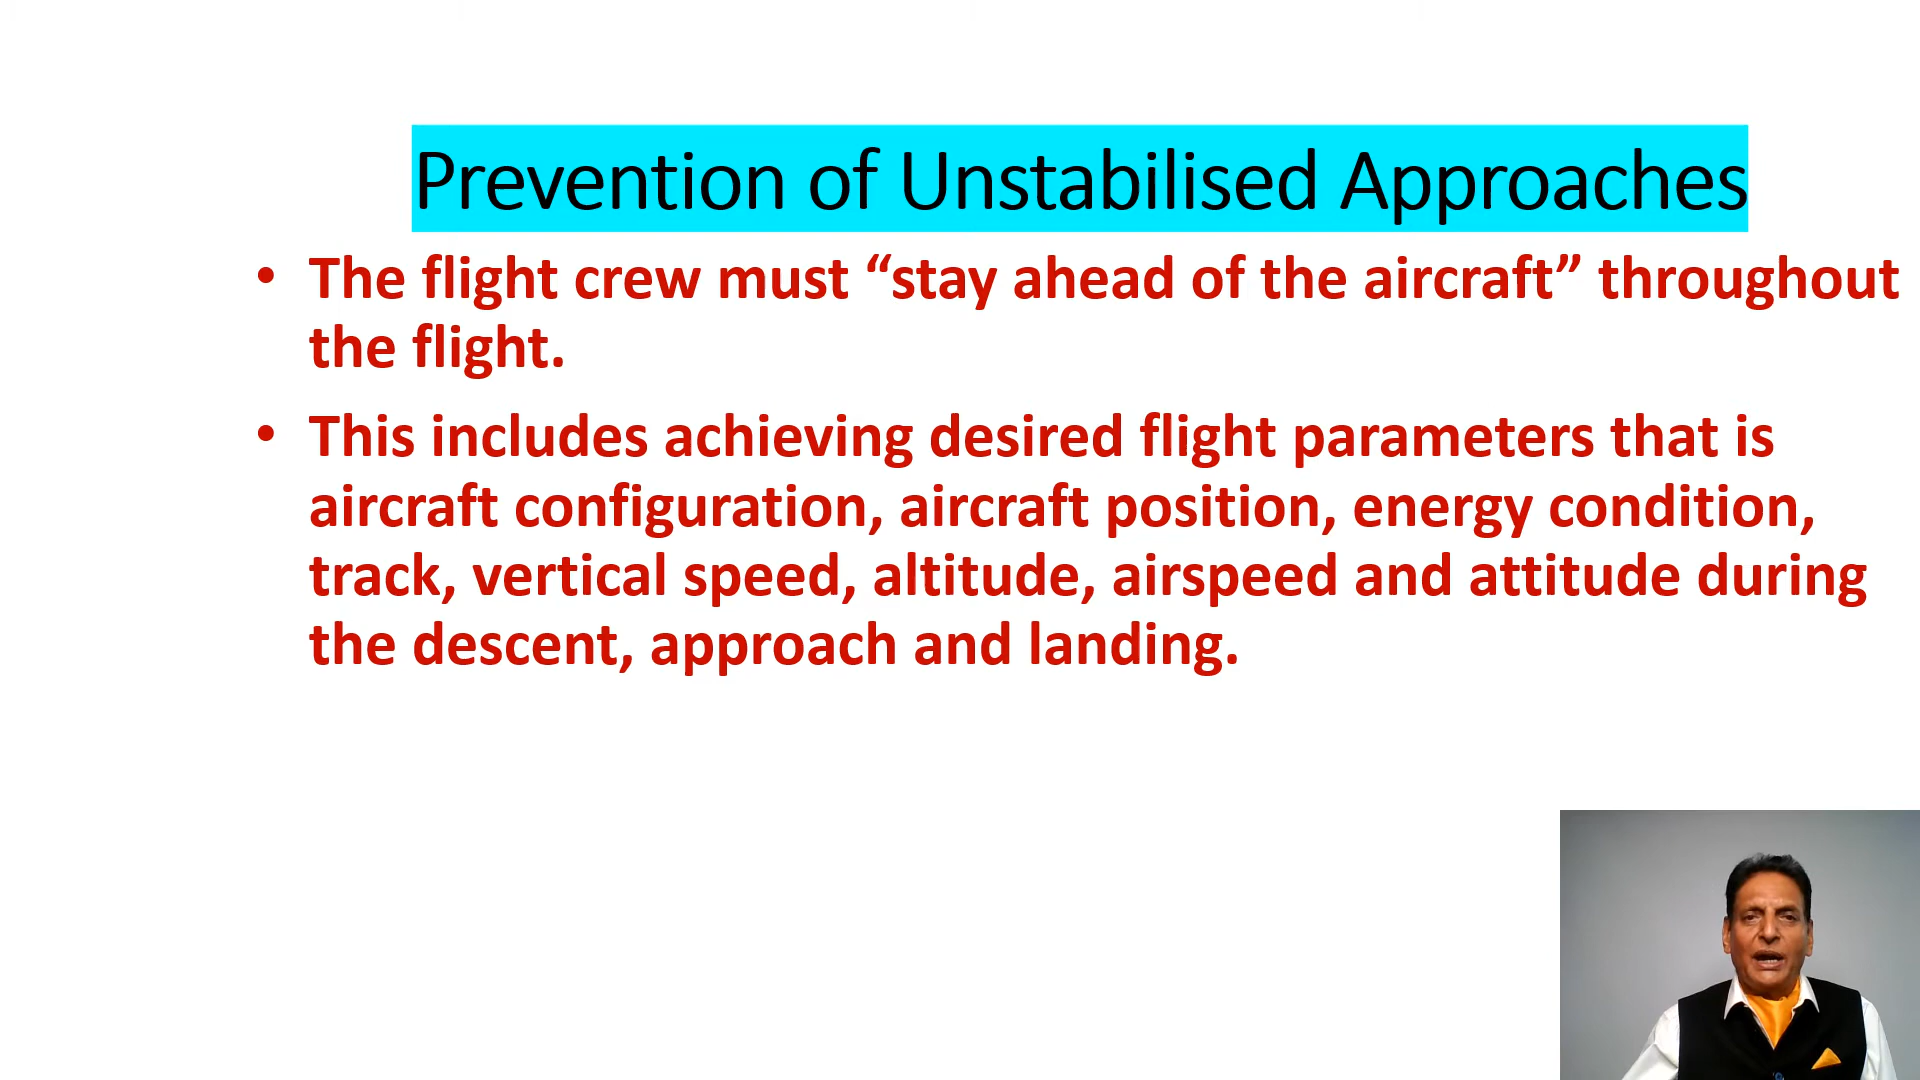 Prevention of Unstabilised Approaches
• The flight crew must “stay ahead of the aircraft” throughout
the flight.
• This includes achieving desired flight parameters that is
aircraft configuration, aircraft position, energy condition,
track, vertical speed, altitude, airspeed and attitude during
the descent, approach and landing.